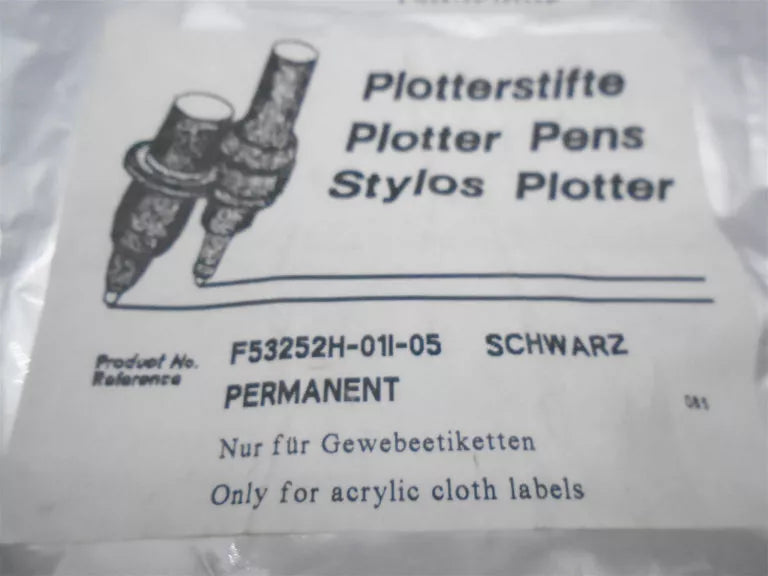 Plotterstifte
Plotter Pens
Stylos Plotter
Product No. F53252H-01I-05 SCHWARZ
Reference PERMANENT
081
Nur für Gewebeetiketten
Only for acrylic cloth labels